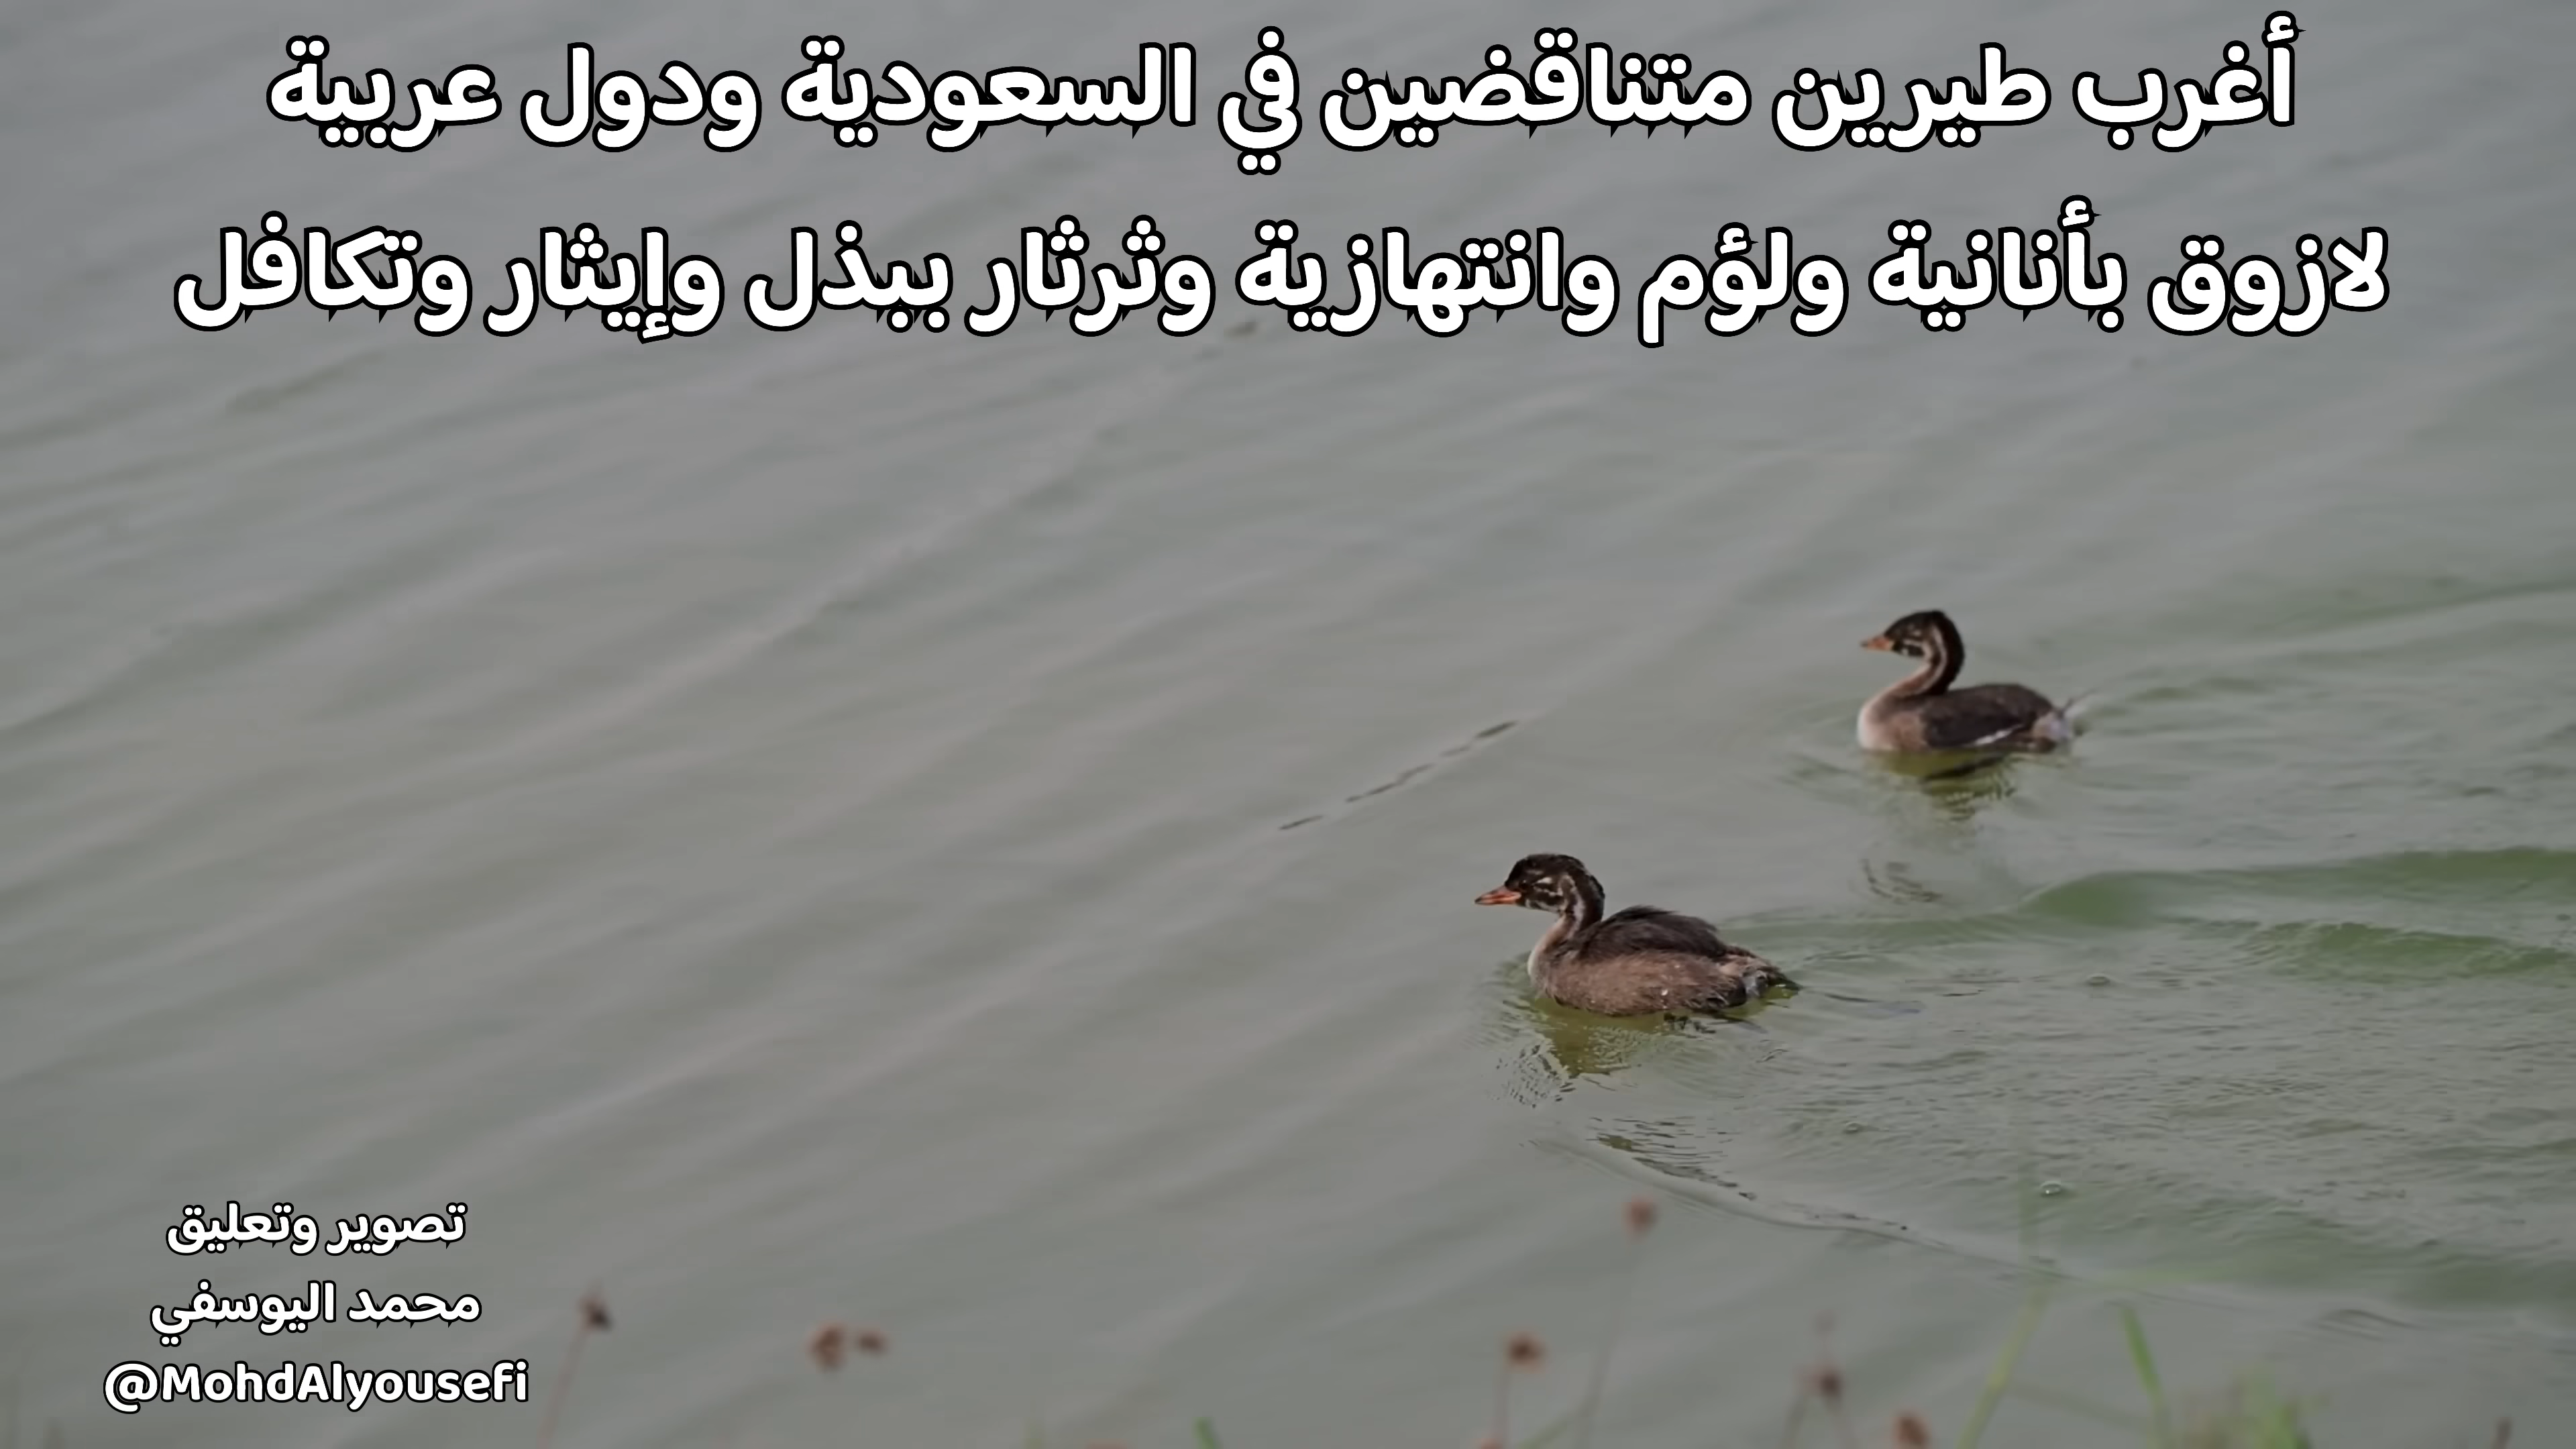 أغرب طيرين متناقضين في السعودية ودول عربية
لازوق بأنانية ولؤم وانتهازية وثرثار ببذل وإيثار وتكافل
تصوير وتعليق
محمد اليوسفي
@MohdAlyousefi